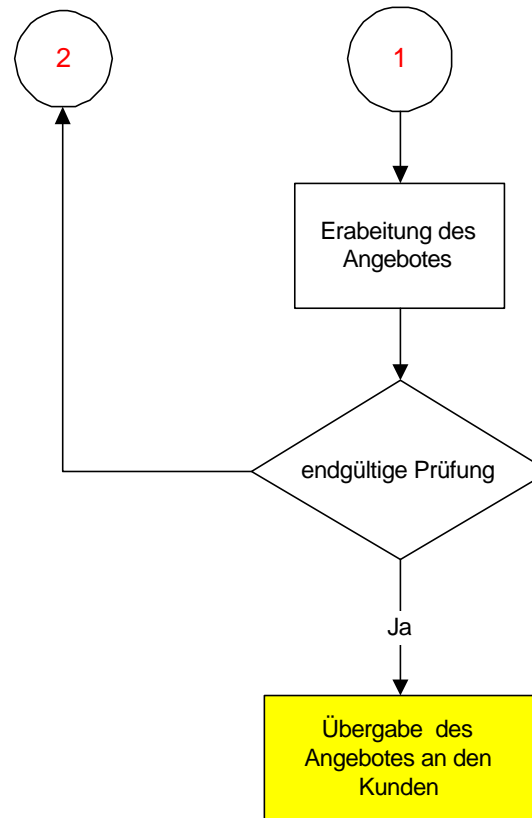 2
1
Erabeitung des
Angebotes
endgültige Prüfung
Ja
Übergabe des
Angebotes an den
Kunden